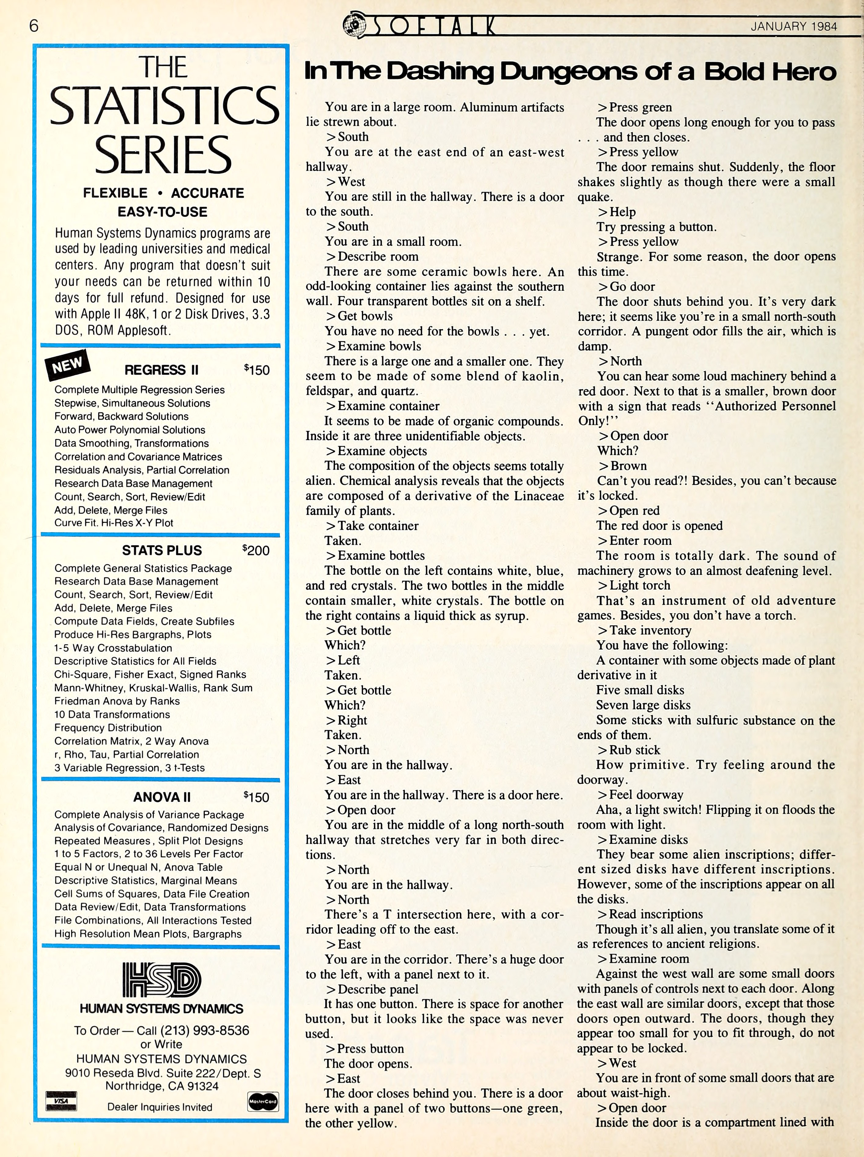 6
SOFTALK
JANUARY 1984
THE
STATISTICS
SERIES
FLEXIBLE • ACCURATE
EASY-TO-USE
Human Systems Dynamics programs are
used by leading universities and medical
centers. Any program that doesn't suit
your needs can be returned within 10
days for full refund. Designed for use
with Apple II 48K, 1 or 2 Disk Drives, 3.3
DOS, ROM Applesoft.
NEW
REGRESS II $150
Complete Multiple Regression Series
Stepwise, Simultaneous Solutions
Forward, Backward Solutions
Auto Power Polynomial Solutions
Data Smoothing, Transformations
Correlation and Covariance Matrices
Residuals Analysis, Partial Correlation
Research Data Base Management
Count, Search, Sort, Review/Edit
Add, Delete, Merge Files
Curve Fit. Hi-Res X-Y Plot
STATS PLUS $200
Complete General Statistics Package
Research Data Base Management
Count, Search, Sort, Review/Edit
Add, Delete, Merge Files
Compute Data Fields, Create Subfiles
Produce Hi-Res Bargraphs, Plots
1-5 Way Crosstabulation
Descriptive Statistics for All Fields
Chi-Square, Fisher Exact, Signed Ranks
Mann-Whitney, Kruskal-Wallis, Rank Sum
Friedman Anova by Ranks
10 Data Transformations
Frequency Distribution
Correlation Matrix, 2 Way Anova
r, Rho, Tau, Partial Correlation
3 Variable Regression, 3 t-Tests
ANOVA II $150
Complete Analysis of Variance Package
Analysis of Covariance, Randomized Designs
Repeated Measures, Split Plot Designs
1 to 5 Factors, 2 to 36 Levels Per Factor
Equal N or Unequal N, Anova Table
Descriptive Statistics, Marginal Means
Cell Sums of Squares, Data File Creation
Data Review/Edit, Data Transformations
File Combinations, All Interactions Tested
High Resolution Mean Plots, Bargraphs
HSD
HUMAN SYSTEMS DYNAMICS
To Order — Call (213) 993-8536
or Write
HUMAN SYSTEMS DYNAMICS
9010 Reseda Blvd. Suite 222/Dept. S
Northridge, CA 91324
VISA
Dealer Inquiries Invited
MasterCard
In The Dashing Dungeons of a Bold Hero
You are in a large room. Aluminum artifacts
lie strewn about.
>South
You are at the east end of an east-west
hallway.
>West
You are still in the hallway. There is a door
to the south.
>South
You are in a small room.
>Describe room
There are some ceramic bowls here. An
odd-looking container lies against the southern
wall. Four transparent bottles sit on a shelf.
>Get bowls
You have no need for the bowls . . . yet.
>Examine bowls
There is a large one and a smaller one. They
seem to be made of some blend of kaolin,
feldspar, and quartz.
>Examine container
It seems to be made of organic compounds.
Inside it are three unidentifiable objects.
>Examine objects
The composition of the objects seems totally
alien. Chemical analysis reveals that the objects
are composed of a derivative of the Linaceae
family of plants.
>Take container
Taken.
>Examine bottles
The bottle on the left contains white, blue,
and red crystals. The two bottles in the middle
contain smaller, white crystals. The bottle on
the right contains a liquid thick as syrup.
>Get bottle
Which?
>Left
Taken.
>Get bottle
Which?
>Right
Taken.
>North
You are in the hallway.
>East
You are in the hallway. There is a door here.
>Open door
You are in the middle of a long north-south
hallway that stretches very far in both direc-
tions.
>North
You are in the hallway.
>North
There's a T intersection here, with a cor-
ridor leading off to the east.
>East
You are in the corridor. There's a huge door
to the left, with a panel next to it.
>Describe panel
It has one button. There is space for another
button, but it looks like the space was never
used.
>Press button
The door opens.
>East
The door closes behind you. There is a door
here with a panel of two buttons—one green,
the other yellow.
>Press green
The door opens long enough for you to pass
. . . and then closes.
>Press yellow
The door remains shut. Suddenly, the floor
shakes slightly as though there were a small
quake.
>Help
Try pressing a button.
>Press yellow
Strange. For some reason, the door opens
this time.
>Go door
The door shuts behind you. It's very dark
here; it seems like you're in a small north-south
corridor. A pungent odor fills the air, which is
damp.
>North
You can hear some loud machinery behind a
red door. Next to that is a smaller, brown door
with a sign that reads "Authorized Personnel
Only!"
>Open door
Which?
>Brown
Can't you read?! Besides, you can't because
it's locked.
>Open red
The red door is opened
>Enter room
The room is totally dark. The sound of
machinery grows to an almost deafening level.
>Light torch
That's an instrument of old adventure
games. Besides, you don't have a torch.
>Take inventory
You have the following:
A container with some objects made of plant
derivative in it
Five small disks
Seven large disks
Some sticks with sulfuric substance on the
ends of them.
>Rub stick
How primitive. Try feeling around the
doorway.
>Feel doorway
Aha, a light switch! Flipping it on floods the
room with light.
>Examine disks
They bear some alien inscriptions; differ-
ent sized disks have different inscriptions.
However, some of the inscriptions appear on all
the disks.
>Read inscriptions
Though it's all alien, you translate some of it
as references to ancient religions.
>Examine room
Against the west wall are some small doors
with panels of controls next to each door. Along
the east wall are similar doors, except that those
doors open outward. The doors, though they
appear too small for you to fit through, do not
appear to be locked.
>West
You are in front of some small doors that are
about waist-high.
>Open door
Inside the door is a compartment lined with